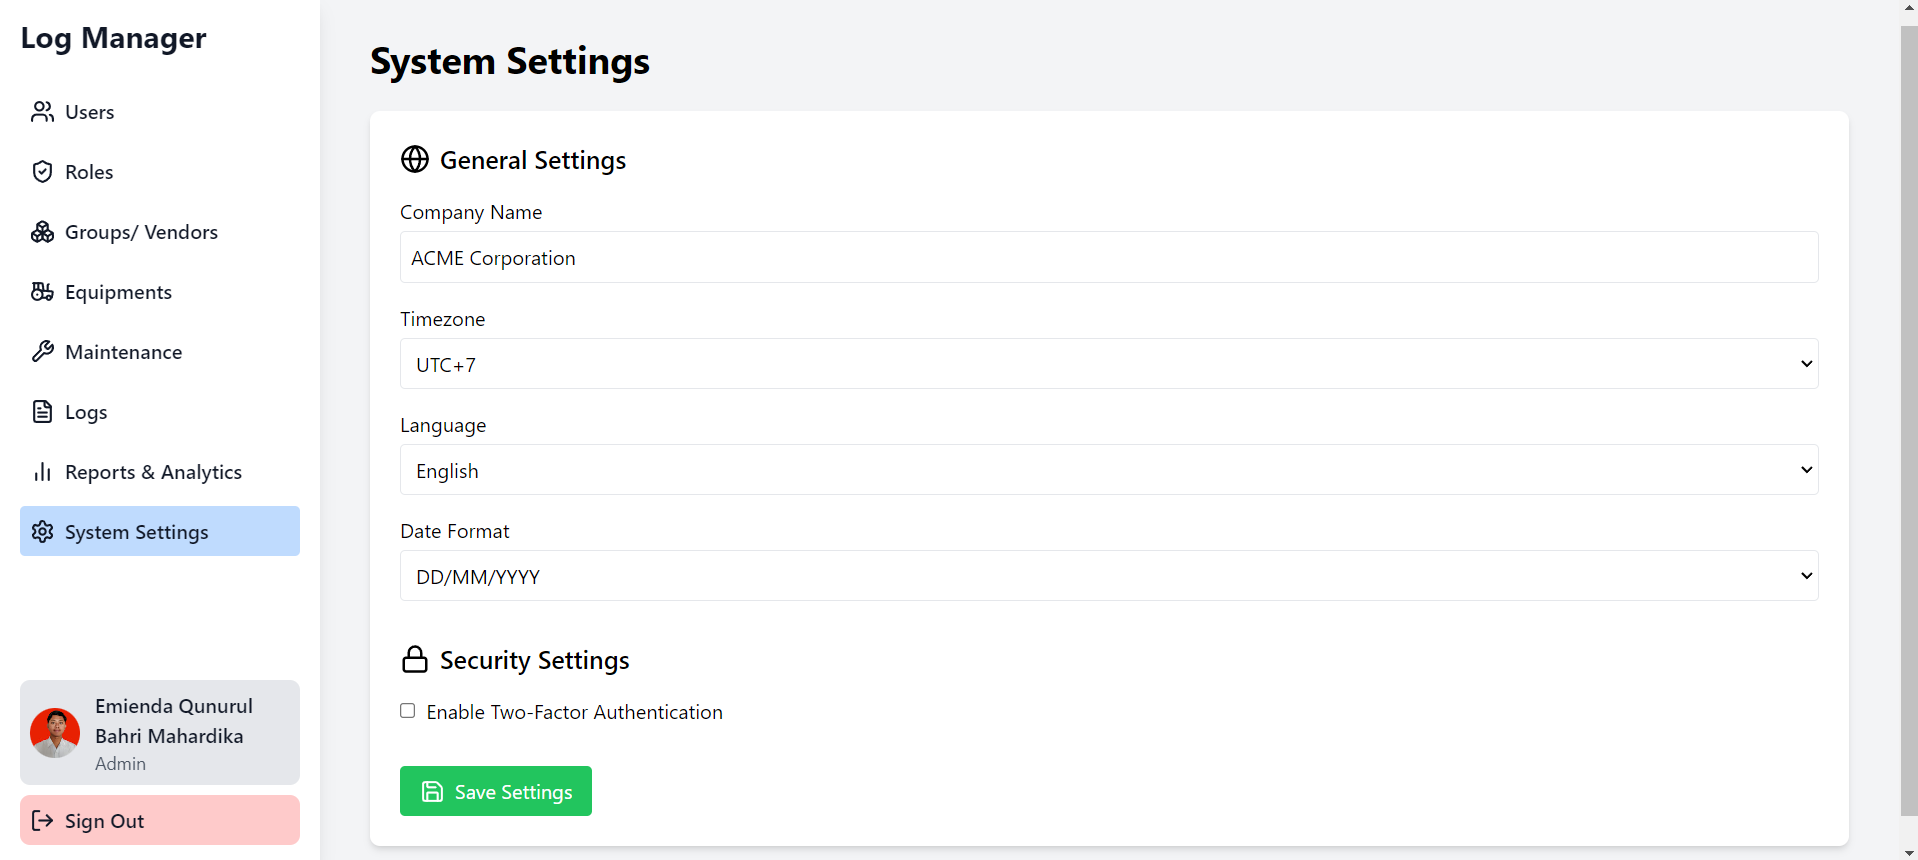 Log Manager
Users
Roles
Groups/ Vendors
Equipments
Maintenance
Logs
Reports & Analytics
System Settings
Emienda Qunurul
Bahri Mahardika
Admin
Sign Out
System Settings
General Settings
Company Name
ACME Corporation
Timezone
UTC+7
Language
English
Date Format
DD/MM/YYYY
Security Settings
Enable Two-Factor Authentication
Save Settings